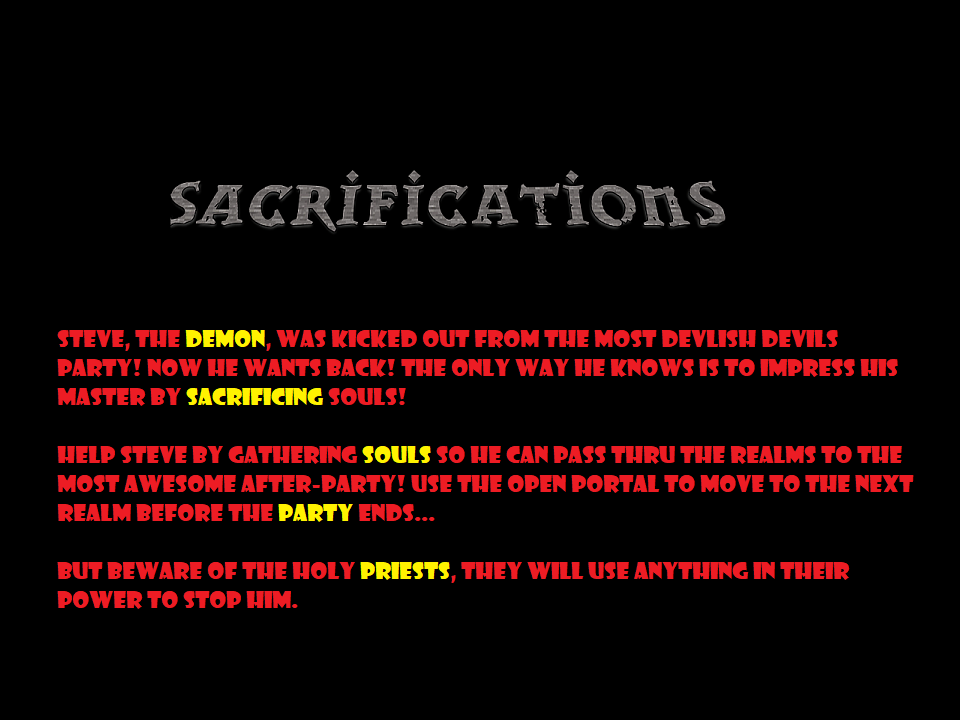 SACRIFICATIONS
STEVE, THE DEMON, WAS KICKED OUT FROM THE MOST DEVLISH DEVILS
PARTY! NOW HE WANTS BACK! THE ONLY WAY HE KNOWS IS TO IMPRESS HIS
MASTER BY SACRIFICING SOULS!
HELP STEVE BY GATHERING SOULS SO HE CAN PASS THRU THE REALMS TO THE
MOST AWESOME AFTER-PARTY! USE THE OPEN PORTAL TO MOVE TO THE NEXT
REALM BEFORE THE PARTY ENDS...
BUT BEWARE OF THE HOLY PRIESTS, THEY WILL USE ANYTHING IN THEIR
POWER TO STOP HIM.